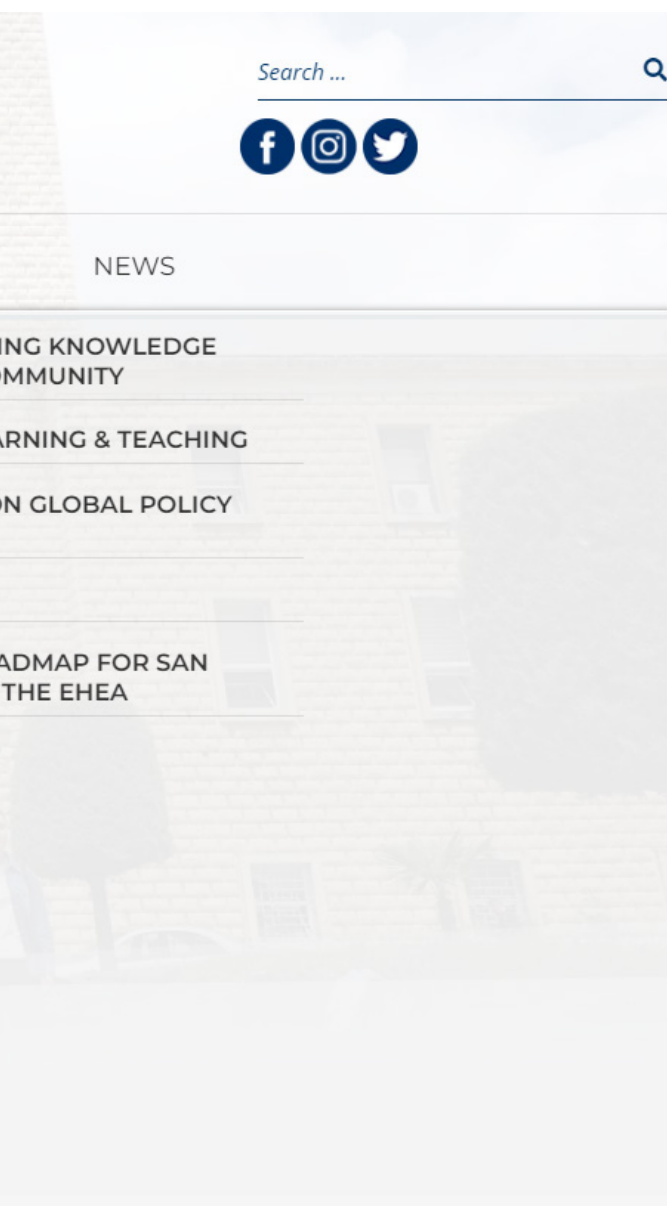 Search ...
NEWS
ING KNOWLEDGE
OMMUNITY
ARNING & TEACHING
ON GLOBAL POLICY
ADMAP FOR SAN
THE EHEA